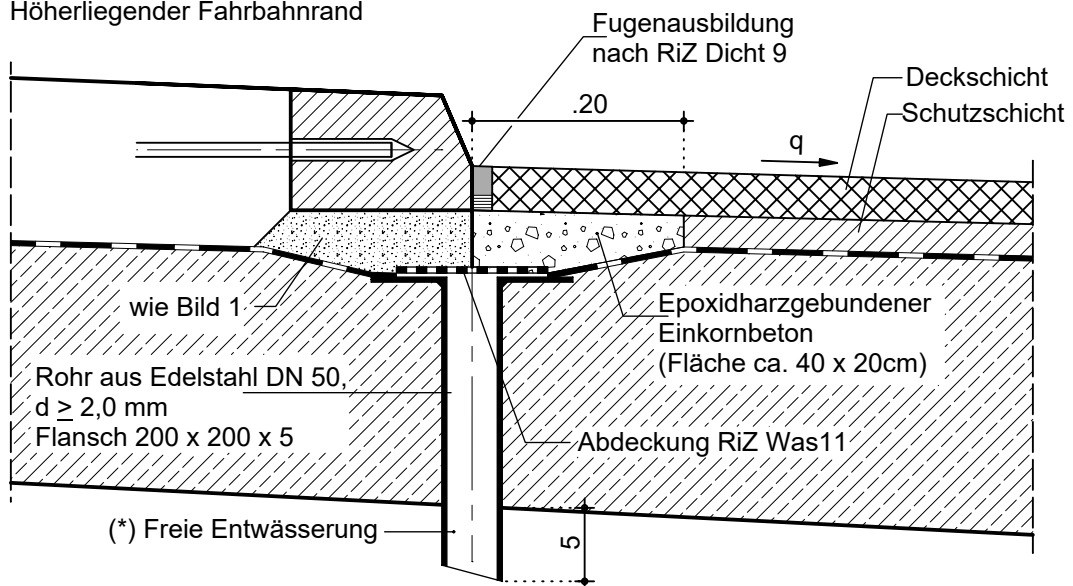 Höherliegender Fahrbahnrand
Fugenausbildung
nach RiZ Dicht 9
Deckschicht
Schutzschicht
.20
q
wie Bild 1
Epoxidharzgebundener
Einkornbeton
(Fläche ca. 40 x 20cm)
Rohr aus Edelstahl DN 50,
d ≥ 2,0 mm
Flansch 200 x 200 x 5
Abdeckung RiZ Was11
(*) Freie Entwässerung
5